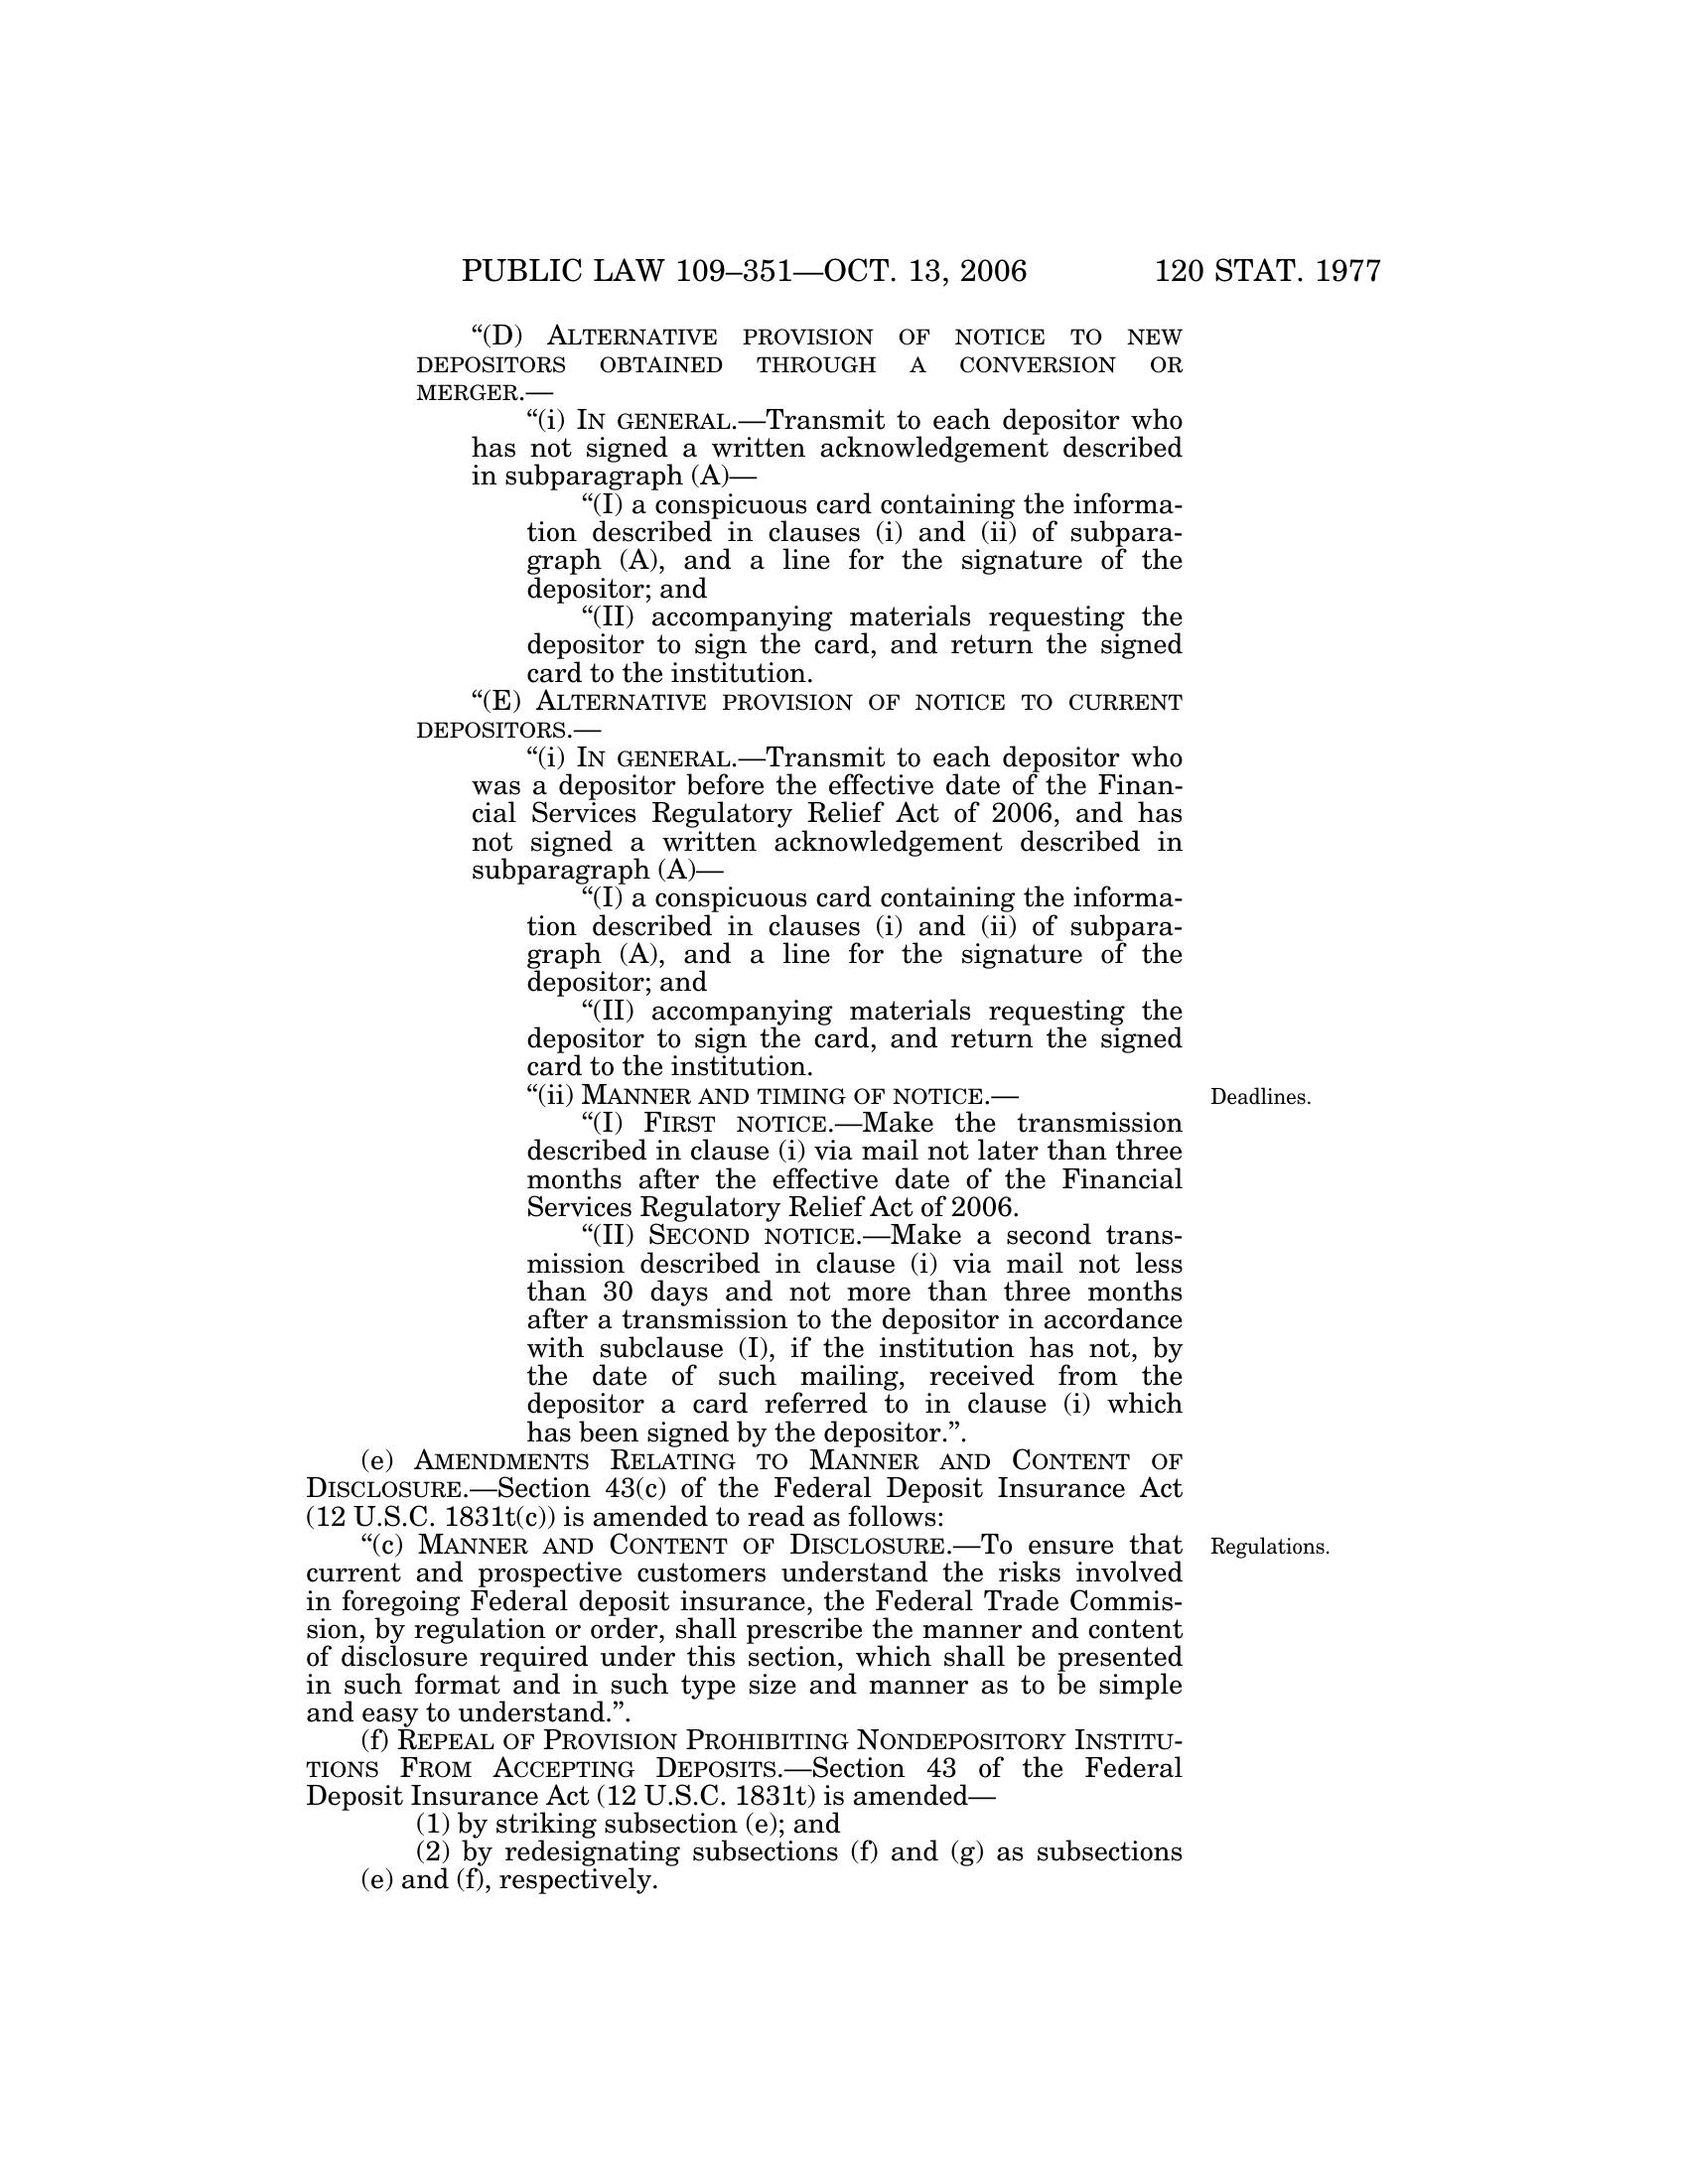 PUBLIC LAW 109–351—OCT. 13, 2006 120 STAT. 1977
“(D) ALTERNATIVE PROVISION OF NOTICE TO NEW
DEPOSITORS OBTAINED THROUGH A CONVERSION OR
MERGER.—
“(i) IN GENERAL.—Transmit to each depositor who
has not signed a written acknowledgement described
in subparagraph (A)—
“(I) a conspicuous card containing the informa-
tion described in clauses (i) and (ii) of subpara-
graph (A), and a line for the signature of the
depositor; and
“(II) accompanying materials requesting the
depositor to sign the card, and return the signed
card to the institution.
“(E) ALTERNATIVE PROVISION OF NOTICE TO CURRENT
DEPOSITORS.—
“(i) IN GENERAL.—Transmit to each depositor who
was a depositor before the effective date of the Finan-
cial Services Regulatory Relief Act of 2006, and has
not signed a written acknowledgement described in
subparagraph (A)—
“(I) a conspicuous card containing the informa-
tion described in clauses (i) and (ii) of subpara-
graph (A), and a line for the signature of the
depositor; and
“(II) accompanying materials requesting the
depositor to sign the card, and return the signed
card to the institution.
“(ii) MANNER AND TIMING OF NOTICE.—
Deadlines.
“(I) FIRST NOTICE.—Make the transmission
described in clause (i) via mail not later than three
months after the effective date of the Financial
Services Regulatory Relief Act of 2006.
“(II) SECOND NOTICE.—Make a second trans-
mission described in clause (i) via mail not less
than 30 days and not more than three months
after a transmission to the depositor in accordance
with subclause (I), if the institution has not, by
the date of such mailing, received from the
depositor a card referred to in clause (i) which
has been signed by the depositor.”.
(e) AMENDMENTS RELATING TO MANNER AND CONTENT OF
DISCLOSURE.—Section 43(c) of the Federal Deposit Insurance Act
(12 U.S.C. 1831t(c)) is amended to read as follows:
“(c) MANNER AND CONTENT OF DISCLOSURE.—To ensure that
Regulations.
current and prospective customers understand the risks involved
in foregoing Federal deposit insurance, the Federal Trade Commis-
sion, by regulation or order, shall prescribe the manner and content
of disclosure required under this section, which shall be presented
in such format and in such type size and manner as to be simple
and easy to understand.”.
(f) REPEAL OF PROVISION PROHIBITING NONDEPOSITORY INSTITU-
TIONS FROM ACCEPTING DEPOSITS.—Section 43 of the Federal
Deposit Insurance Act (12 U.S.C. 1831t) is amended—
(1) by striking subsection (e); and
(2) by redesignating subsections (f) and (g) as subsections
(e) and (f), respectively.